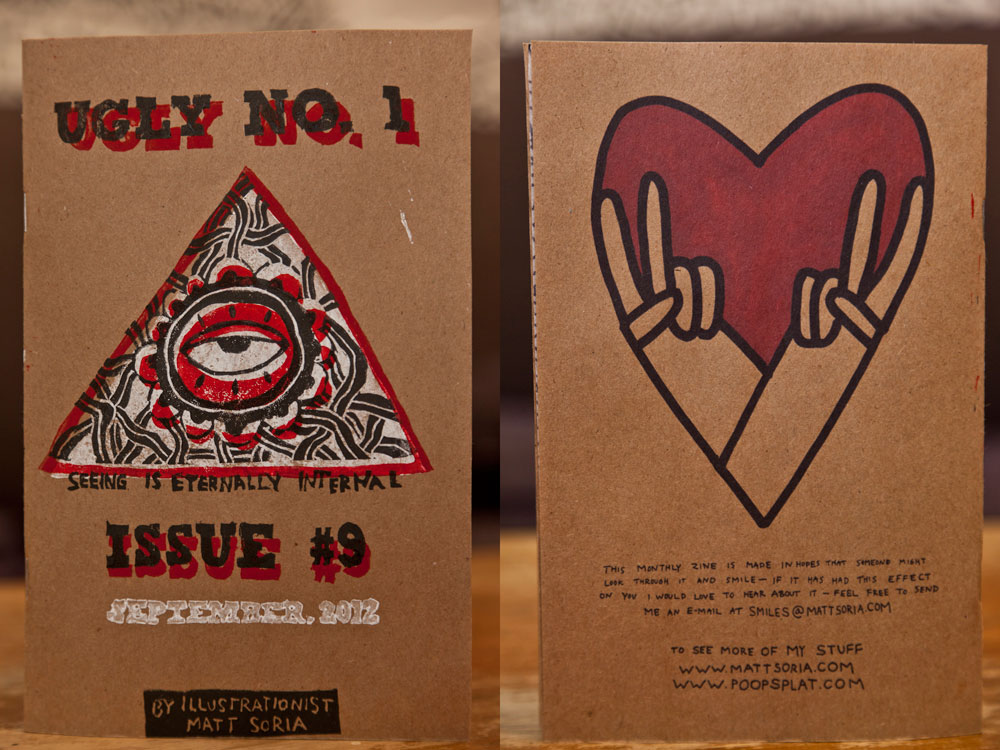 UGLY NO. 1
SEEING IS ETERNALLY INTERNAL
ISSUE #9
SEPTEMBER, 2012
BY ILLUSTRATIONIST
MATT SORIA
THIS MONTHLY ZINE IS MADE IN HOPES THAT SOMEONE MIGHT
LOOK THROUGH IT AND SMILE — IF IT HAS HAD THIS EFFECT
ON YOU I WOULD LOVE TO HEAR ABOUT IT — FEEL FREE TO SEND
ME AN E-MAIL AT SMILES@MATTSORIA.COM
TO SEE MORE OF MY STUFF
WWW.MATTSORIA.COM
WWW.POOPSPLAT.COM